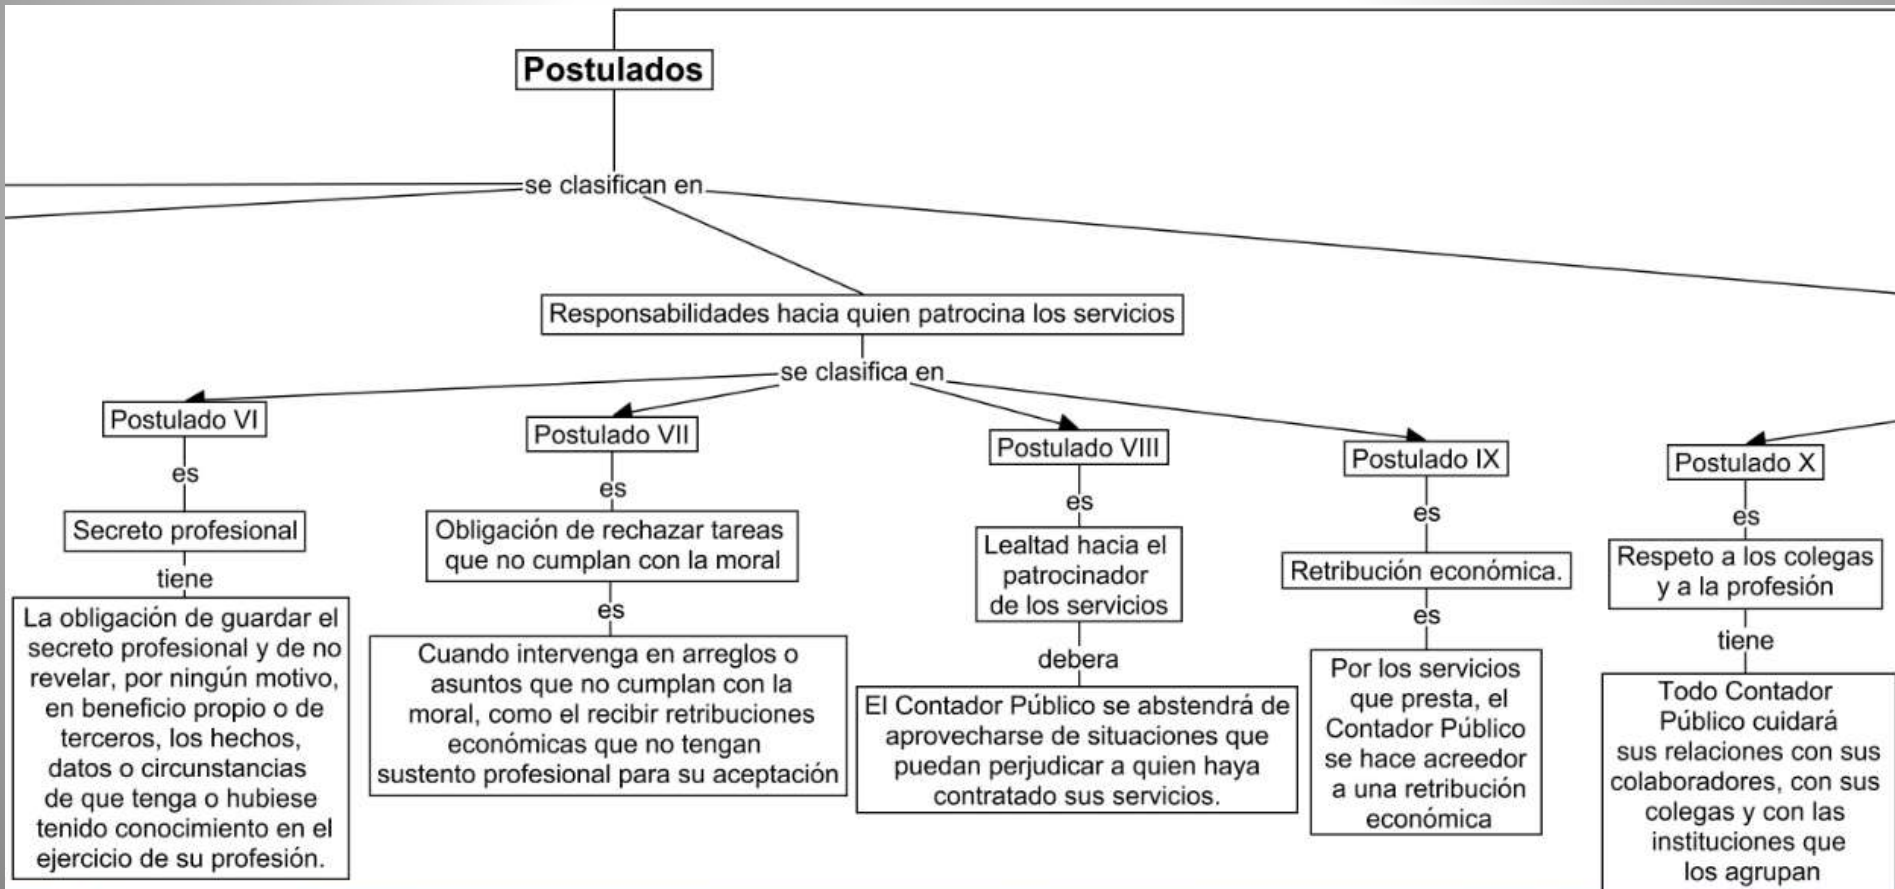 Postulados
se clasifican en
Responsabilidades hacia quien patrocina los servicios
se clasifica en
Postulado VI
es
Secreto profesional
tiene
La obligación de guardar el
secreto profesional y de no
revelar, por ningún motivo,
en beneficio propio o de
terceros, los hechos,
datos o circunstancias
de que tenga o hubiese
tenido conocimiento en el
ejercicio de su profesión.
Postulado VII
es
Obligación de rechazar tareas
que no cumplan con la moral
es
Cuando intervenga en arreglos o
asuntos que no cumplan con la
moral, como el recibir retribuciones
económicas que no tengan
sustento profesional para su aceptación
Postulado VIII
es
Lealtad hacia el
patrocinador
de los servicios
debera
El Contador Público se abstendrá de
aprovecharse de situaciones que
puedan perjudicar a quien haya
contratado sus servicios.
Postulado IX
es
Retribución económica.
es
Por los servicios
que presta, el
Contador Público
se hace acreedor
a una retribución
económica
Postulado X
es
Respeto a los colegas
y a la profesión
tiene
Todo Contador
Público cuidará
sus relaciones con sus
colaboradores, con sus
colegas y con las
instituciones que
los agrupan